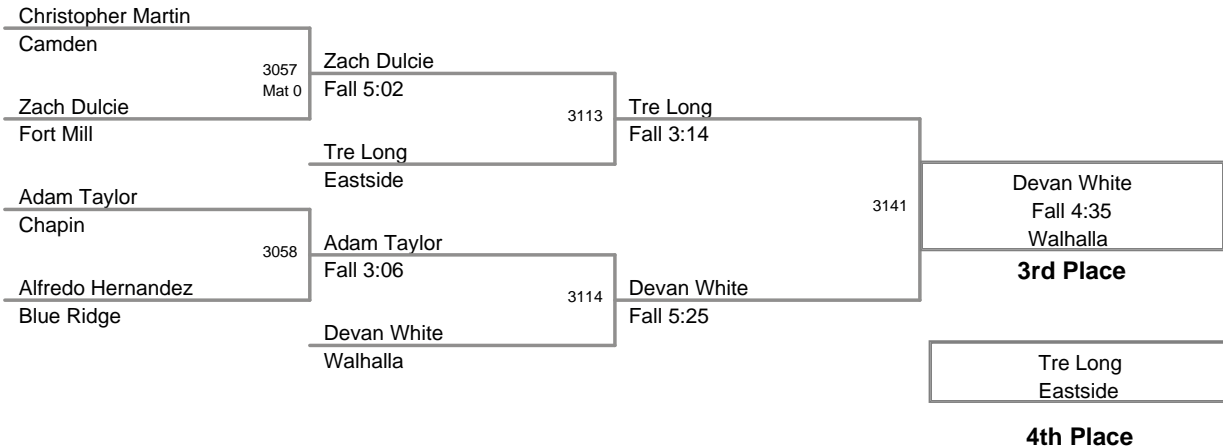 Christopher Martin
Camden
3057
Mat 0
Zach Dulcie
Fall 5:02
Zach Dulcie
Fort Mill
3113
Tre Long
Fall 3:14
Tre Long
Eastside
Adam Taylor
Chapin
3058
Adam Taylor
Fall 3:06
Alfredo Hernandez
Blue Ridge
3114
Devan White
Fall 5:25
Devan White
Walhalla
3141
Devan White
Fall 4:35
Walhalla
3rd Place
Tre Long
Eastside
4th Place